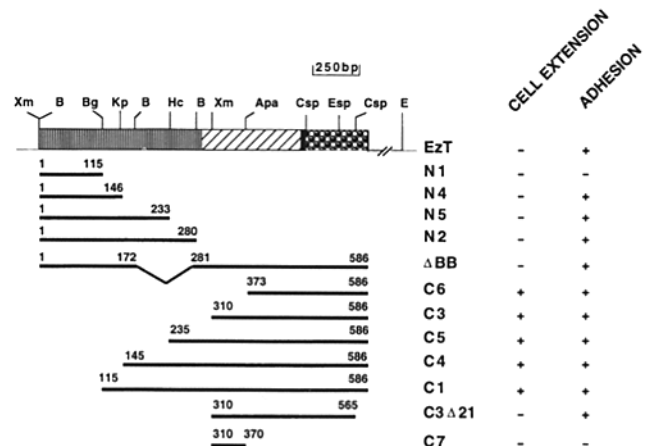 250bp
CELL EXTENSION
ADHESION
Xm B Bg Kp B Hc B Xm Apa Csp Esp Csp E
EzT - +
1 115 N1 - -
1 146 N4 - +
1 233 N5 - +
1 280 N2 - +
1 172 281 586 ΔBB - +
373 586 C6 + +
310 586 C3 + +
235 586 C5 + +
145 586 C4 + +
115 586 C1 + +
310 565 C3Δ21 - +
310 370 C7 - -